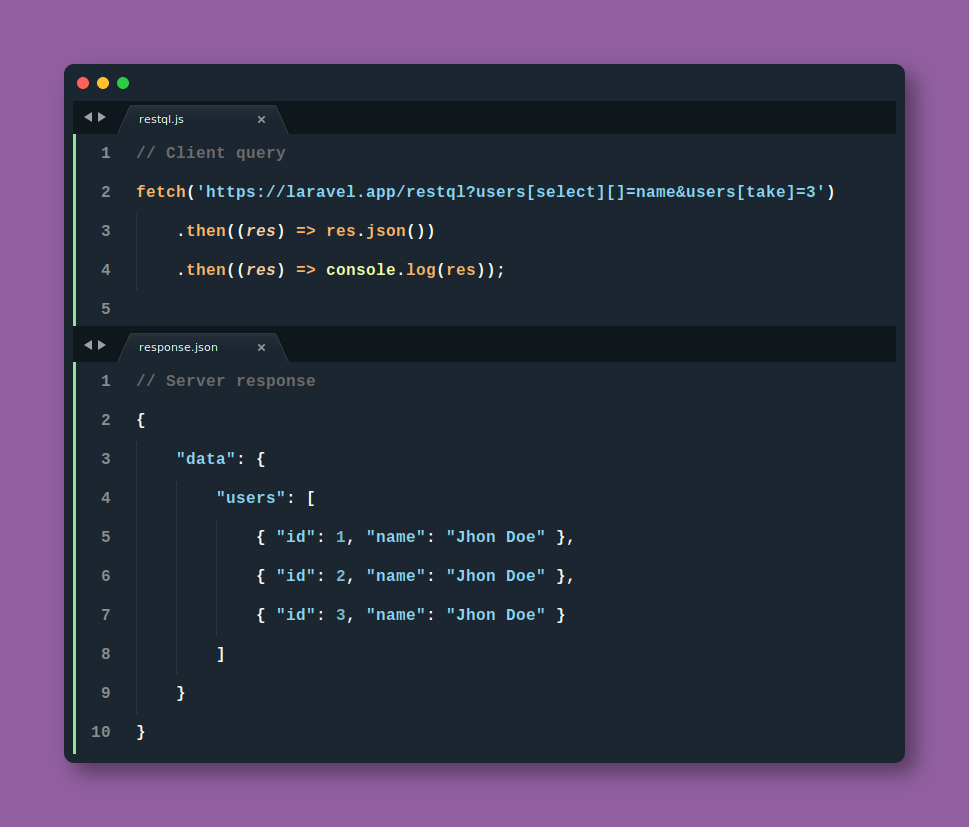 restql.js ×
1 // Client query
2 fetch('https://laravel.app/restql?users[select][]=name&users[take]=3')
3     .then((res) => res.json())
4     .then((res) => console.log(res));
5
response.json ×
1 // Server response
2 {
3     "data": {
4         "users": [
5             { "id": 1, "name": "Jhon Doe" },
6             { "id": 2, "name": "Jhon Doe" },
7             { "id": 3, "name": "Jhon Doe" }
8         ]
9     }
10 }